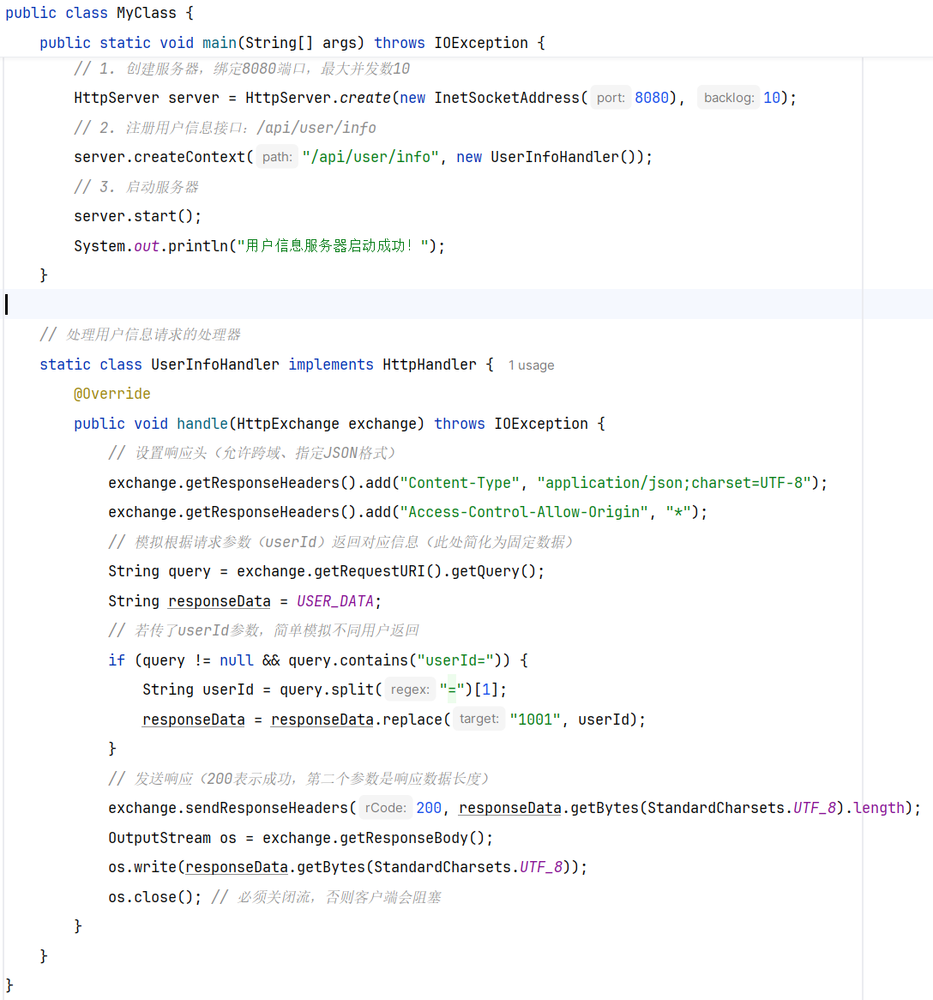 public class MyClass {
public static void main(String[] args) throws IOException {
// 1. 创建服务器，绑定8080端口，最大并发数10
HttpServer server = HttpServer.create(new InetSocketAddress( port: 8080), backlog: 10);
// 2. 注册用户信息接口：/api/user/info
server.createContext( path: "/api/user/info", new UserInfoHandler());
// 3. 启动服务器
server.start();
System.out.println("用户信息服务器启动成功！");
}
// 处理用户信息请求的处理器
static class UserInfoHandler implements HttpHandler { 1 usage
@Override
public void handle(HttpExchange exchange) throws IOException {
// 设置响应头（允许跨域、指定JSON格式）
exchange.getResponseHeaders().add("Content-Type", "application/json;charset=UTF-8");
exchange.getResponseHeaders().add("Access-Control-Allow-Origin", "*");
// 模拟根据请求参数（userId）返回对应信息（此处简化为固定数据）
String query = exchange.getRequestURI().getQuery();
String responseData = USER_DATA;
// 若传了userId参数，简单模拟不同用户返回
if (query != null && query.contains("userId=")) {
String userId = query.split( regex: "=")[1];
responseData = responseData.replace( target: "1001", userId);
}
// 发送响应（200表示成功，第二个参数是响应数据长度）
exchange.sendResponseHeaders( rCode: 200, responseData.getBytes(StandardCharsets.UTF_8).length);
OutputStream os = exchange.getResponseBody();
os.write(responseData.getBytes(StandardCharsets.UTF_8));
os.close(); // 必须关闭流，否则客户端会阻塞
}
}
}